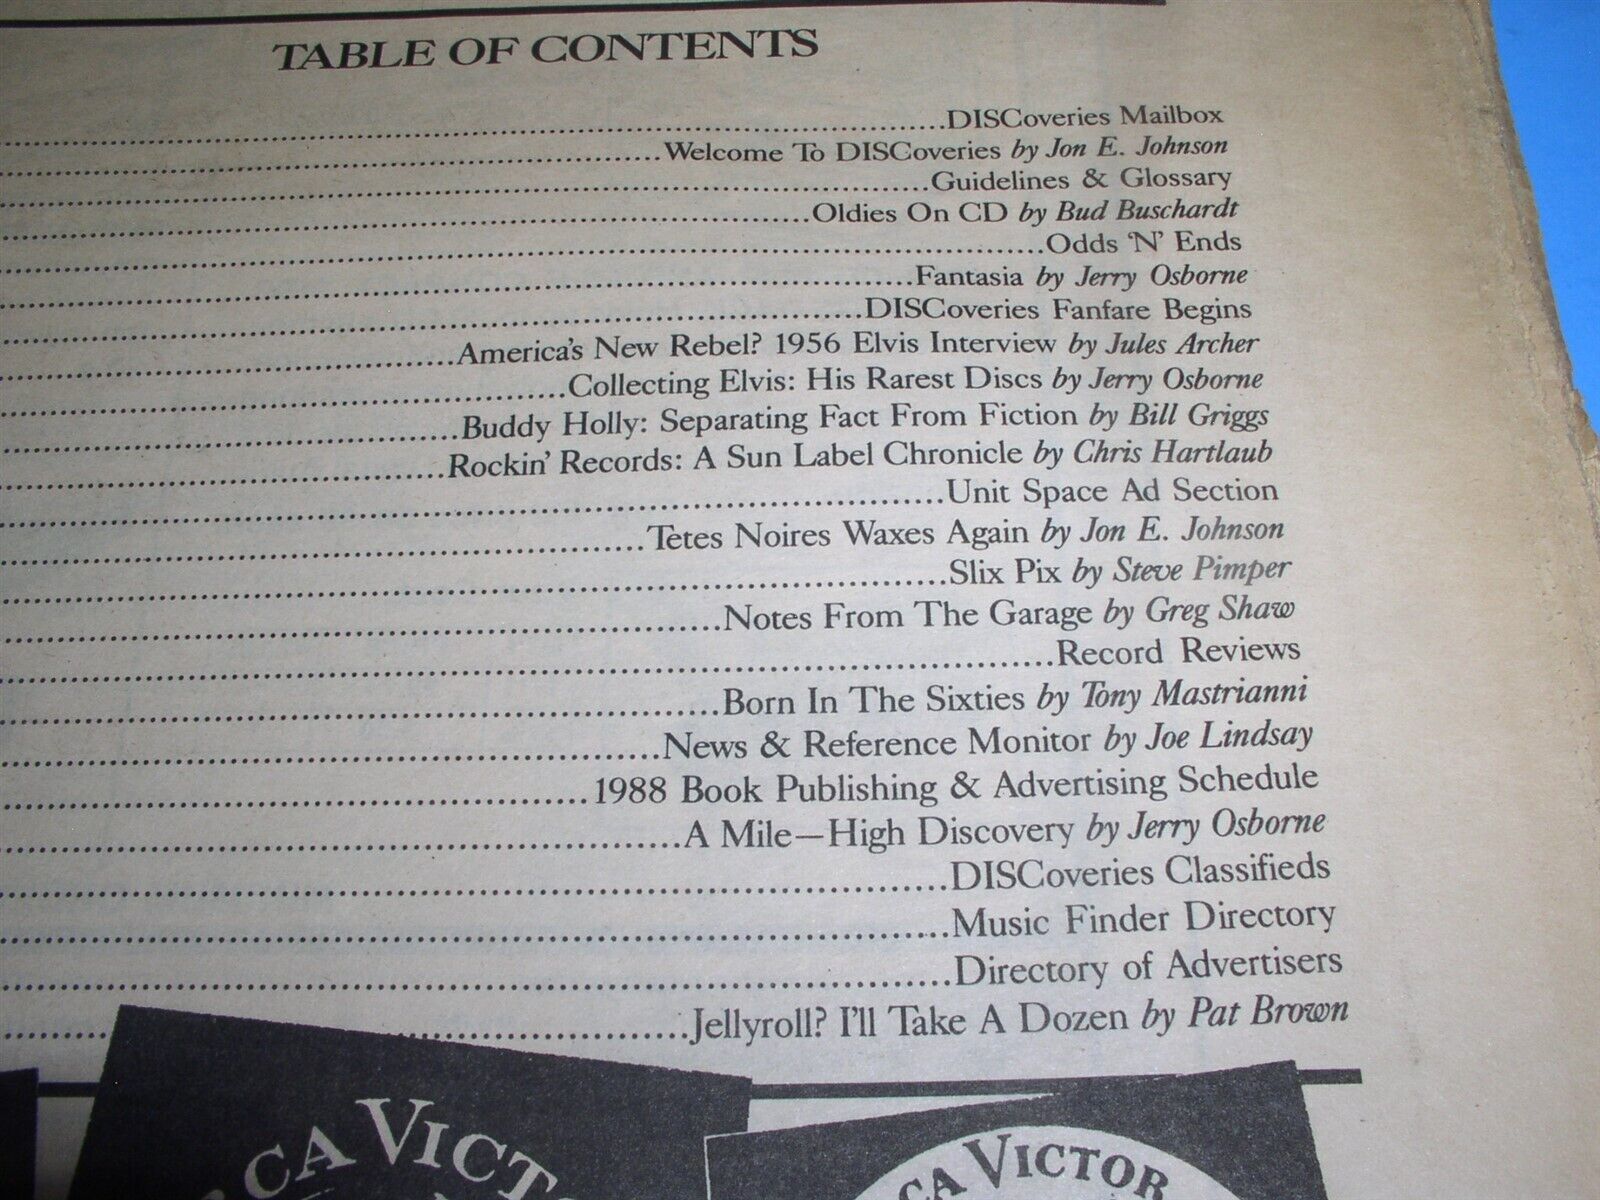 TABLE OF CONTENTS
DISCoveries Mailbox
Welcome To DISCoveries by Jon E. Johnson
Guidelines & Glossary
Oldies On CD by Bud Buschardt
Odds 'N' Ends
Fantasia by Jerry Osborne
DISCoveries Fanfare Begins
America's New Rebel? 1956 Elvis Interview by Jules Archer
Collecting Elvis: His Rarest Discs by Jerry Osborne
Buddy Holly: Separating Fact From Fiction by Bill Griggs
Rockin' Records: A Sun Label Chronicle by Chris Hartlaub
Unit Space Ad Section
Tetes Noires Waxes Again by Jon E. Johnson
Slix Pix by Steve Pimper
Notes From The Garage by Greg Shaw
Record Reviews
Born In The Sixties by Tony Mastrianni
News & Reference Monitor by Joe Lindsay
1988 Book Publishing & Advertising Schedule
A Mile—High Discovery by Jerry Osborne
DISCoveries Classifieds
Music Finder Directory
Directory of Advertisers
Jellyroll? I'll Take A Dozen by Pat Brown
CA VICT
CA VICTOR